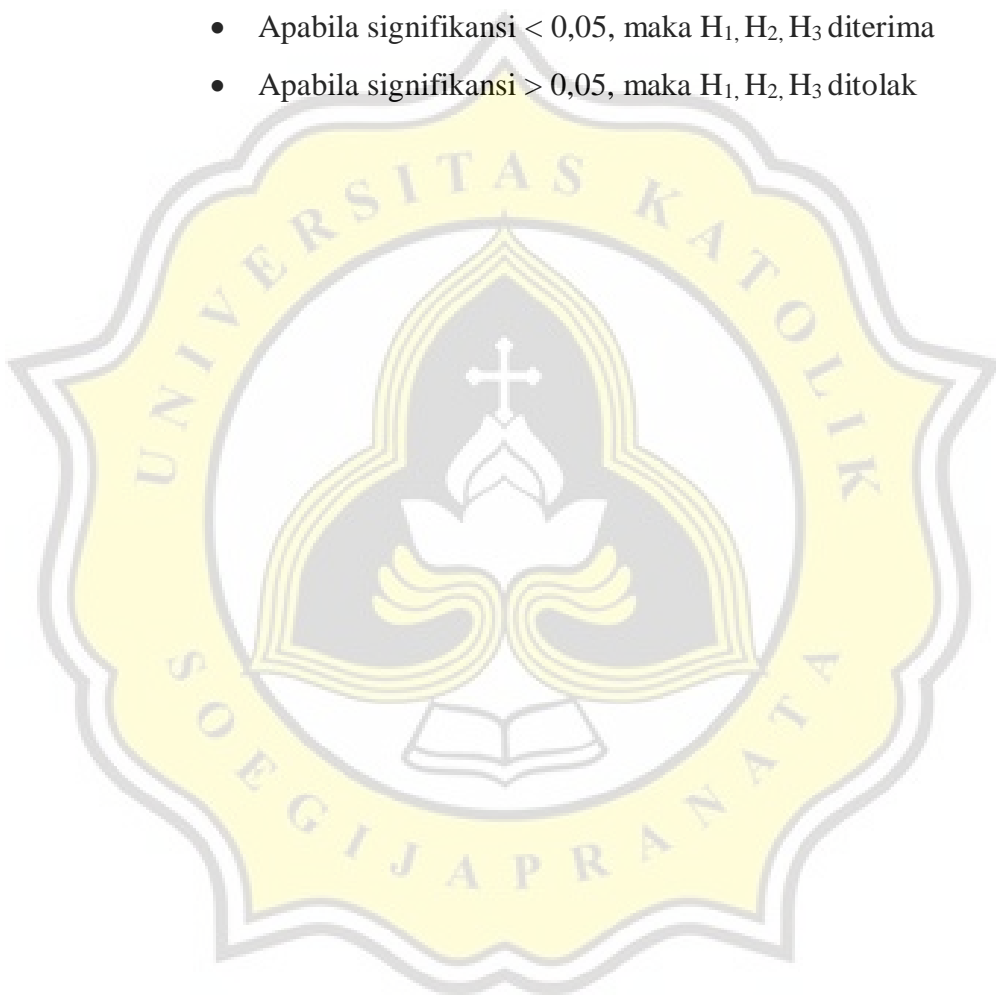 • Apabila signifikansi < 0,05, maka H₁, H₂, H₃ diterima
• Apabila signifikansi > 0,05, maka H₁, H₂, H₃ ditolak
UNIVERSITAS KATOLIK
SOEGIJAPRANATA